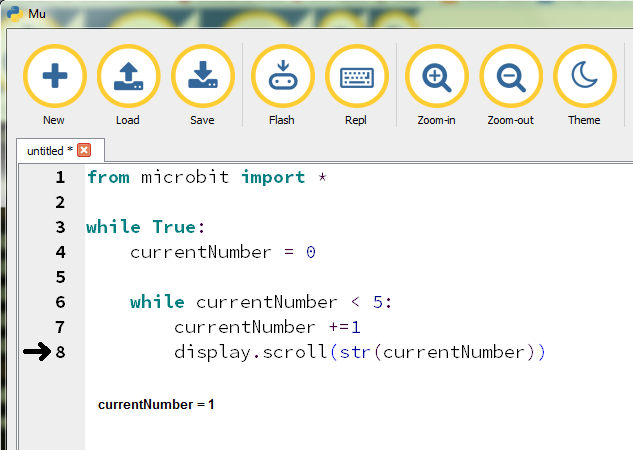 Mu
New Load Save Flash Repl Zoom-in Zoom-out Theme
untitled *
1 from microbit import *
2
3 while True:
4 currentNumber = 0
5
6 while currentNumber < 5:
7 currentNumber +=1
8 display.scroll(str(currentNumber))
currentNumber = 1